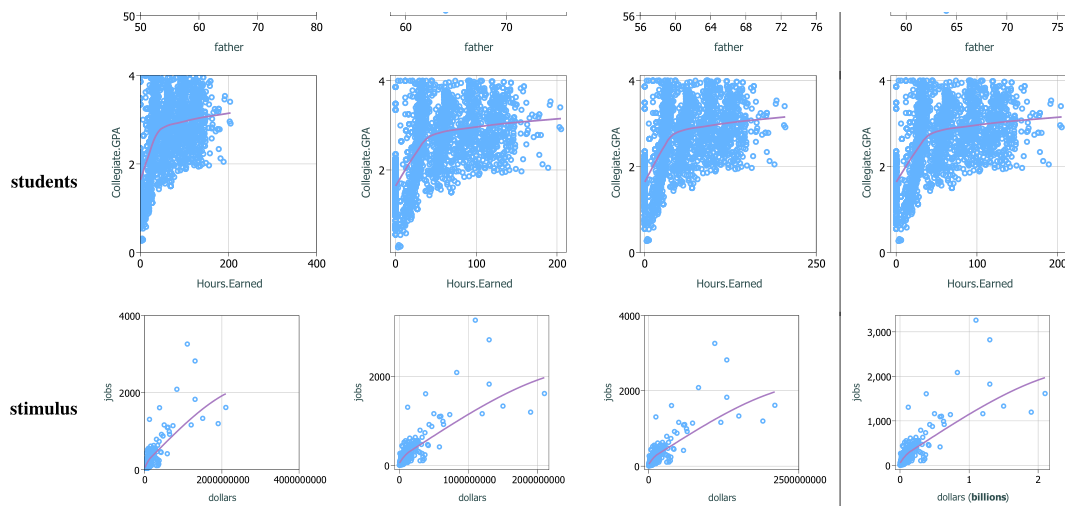 50
50 60 70 80
father
60 70
father
56
56 60 64 68 72 76
father
60 65 70 75
father
students
Collegiate.GPA
4
2
0
0 200 400
Hours.Earned
Collegiate.GPA
4
2
0 100 200
Hours.Earned
Collegiate.GPA
4
2
0
0 250
Hours.Earned
Collegiate.GPA
4
2
0
0 50 100 150 200
Hours.Earned
stimulus
jobs
4000
2000
0
0 2000000000 4000000000
dollars
jobs
2000
0
0 1000000000 2000000000
dollars
jobs
4000
2000
0
0 2500000000
dollars
jobs
3,000
2,000
1,000
0
0 1 2
dollars (billions)